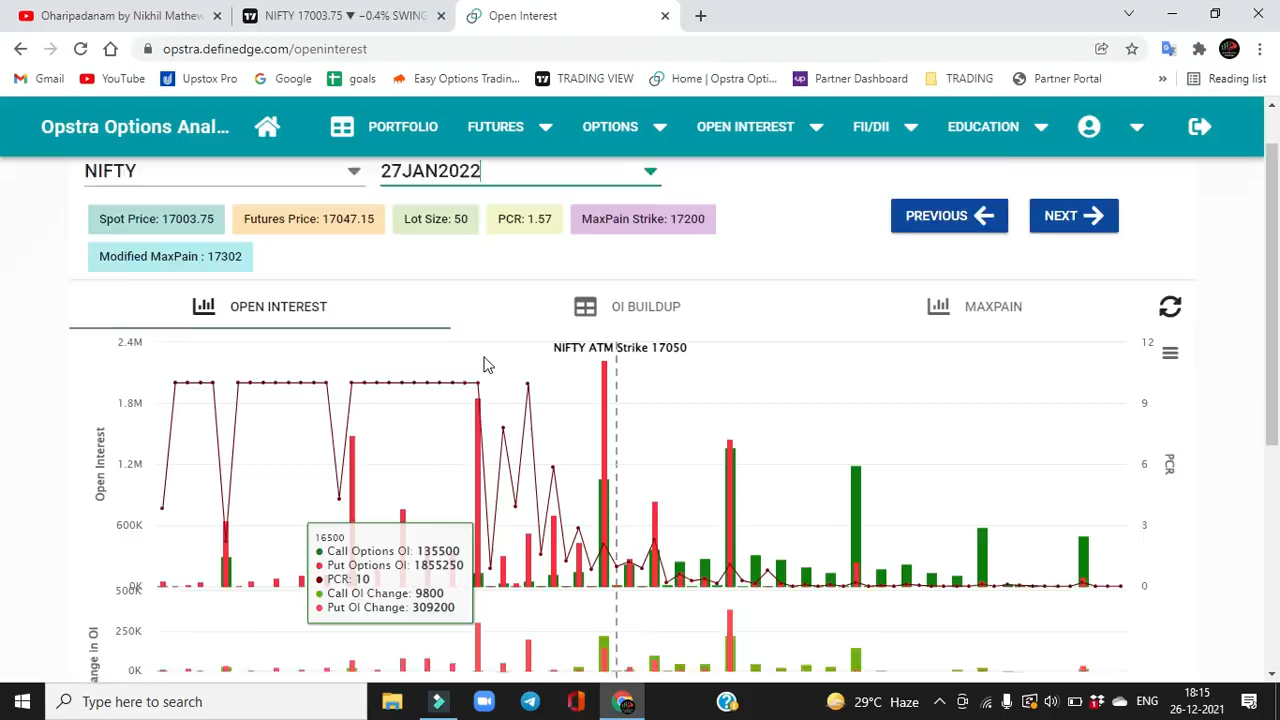 Oharipadanam by Nikhil Mathew
NIFTY 17003.75 ▼ −0.4% SWING
Open Interest
opstra.definedge.com/openinterest
Gmail
YouTube
Upstox Pro
Google
goals
Easy Options Tradin...
TRADING VIEW
Home | Opstra Opti...
Partner Dashboard
TRADING
Partner Portal
»
Reading list
Opstra Options Anal...
PORTFOLIO
FUTURES
OPTIONS
OPEN INTEREST
FII/DII
EDUCATION
NIFTY
27JAN2022
Spot Price: 17003.75
Futures Price: 17047.15
Lot Size: 50
PCR: 1.57
MaxPain Strike: 17200
PREVIOUS
NEXT
Modified MaxPain : 17302
OPEN INTEREST
OI BUILDUP
MAXPAIN
NIFTY ATM Strike 17050
2.4M
1.8M
1.2M
600K
0K
Open Interest
12
9
6
3
0
PCR
16500
Call Options OI: 135500
Put Options OI: 1855250
PCR: 10
Call OI Change: 9800
Put OI Change: 309200
500K
250K
0K
ange in OI
Type here to search
29°C Haze
ENG
18:15
26-12-2021